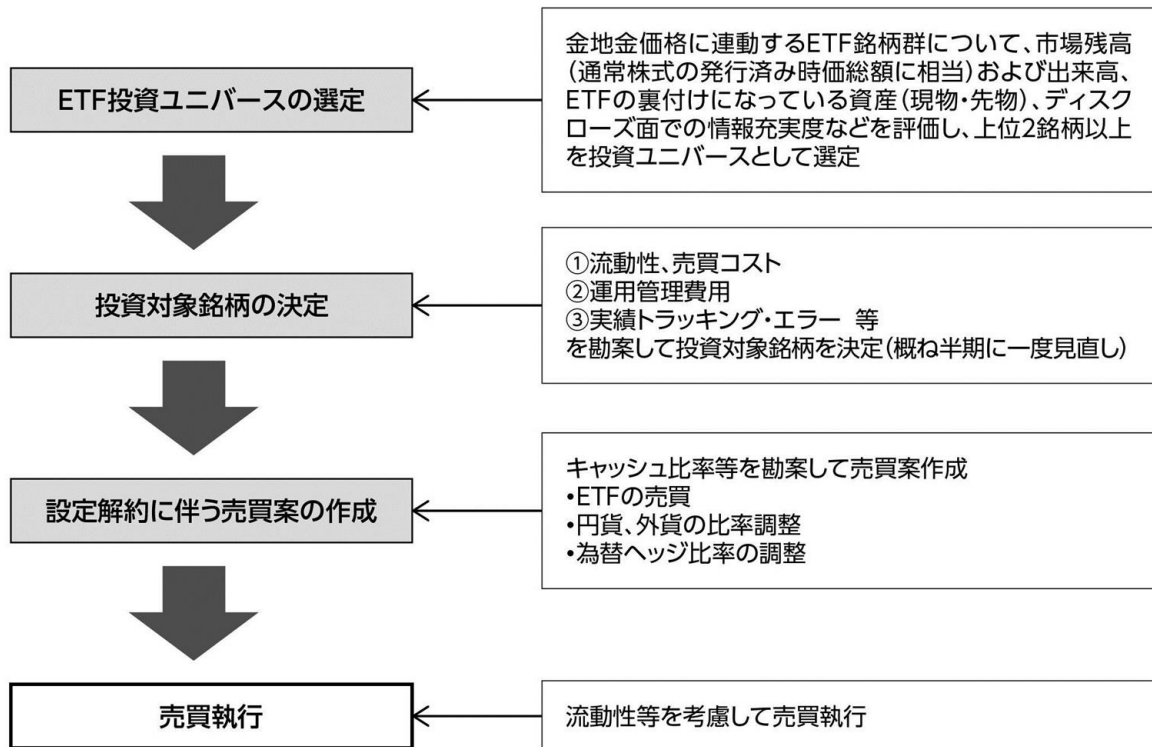 ETF投資ユニバースの選定
金地金価格に連動するETF銘柄群について、市場残高
(通常株式の発行済み時価総額に相当)および出来高、
ETFの裏付けになっている資産(現物・先物)、ディスク
ローズ面での情報充実度などを評価し、上位2銘柄以上
を投資ユニバースとして選定
投資対象銘柄の決定
①流動性、売買コスト
②運用管理費用
③実績トラッキング・エラー 等
を勘案して投資対象銘柄を決定(概ね半期に一度見直し)
設定解約に伴う売買案の作成
キャッシュ比率等を勘案して売買案作成
・ETFの売買
・円貨、外貨の比率調整
・為替ヘッジ比率の調整
売買執行
流動性等を考慮して売買執行